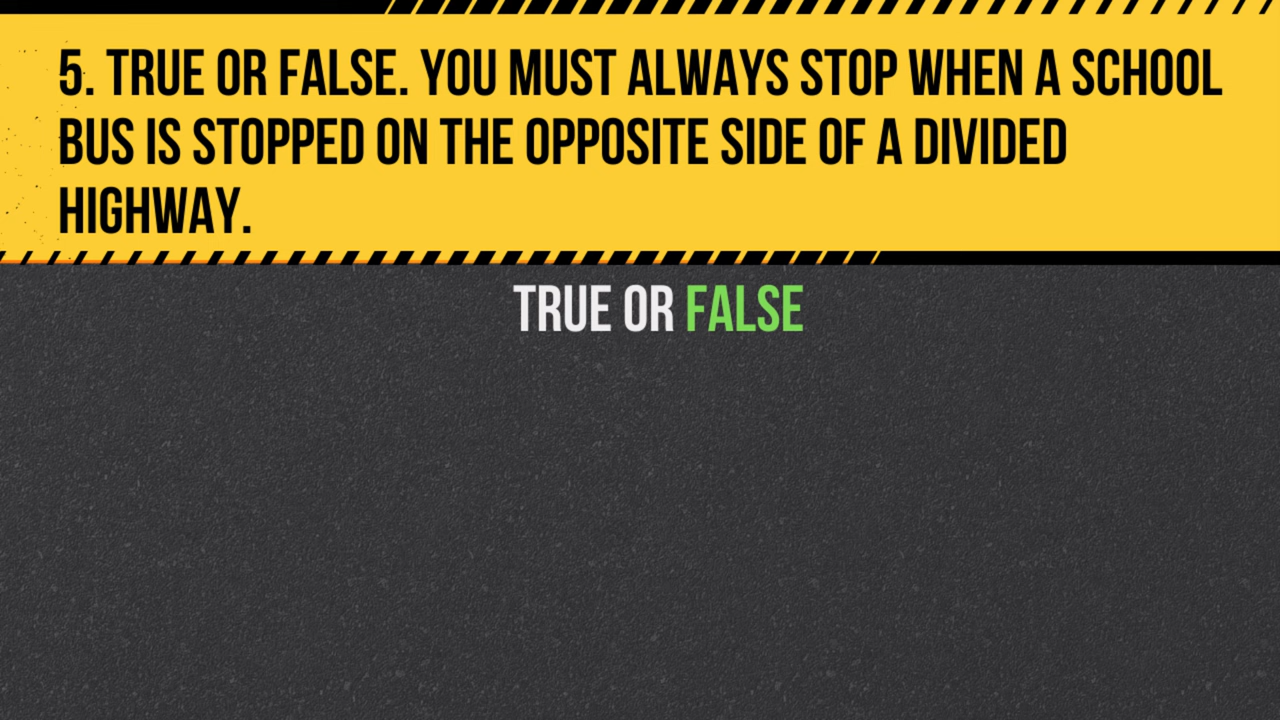 5. TRUE OR FALSE. YOU MUST ALWAYS STOP WHEN A SCHOOL
BUS IS STOPPED ON THE OPPOSITE SIDE OF A DIVIDED
HIGHWAY.
TRUE OR FALSE